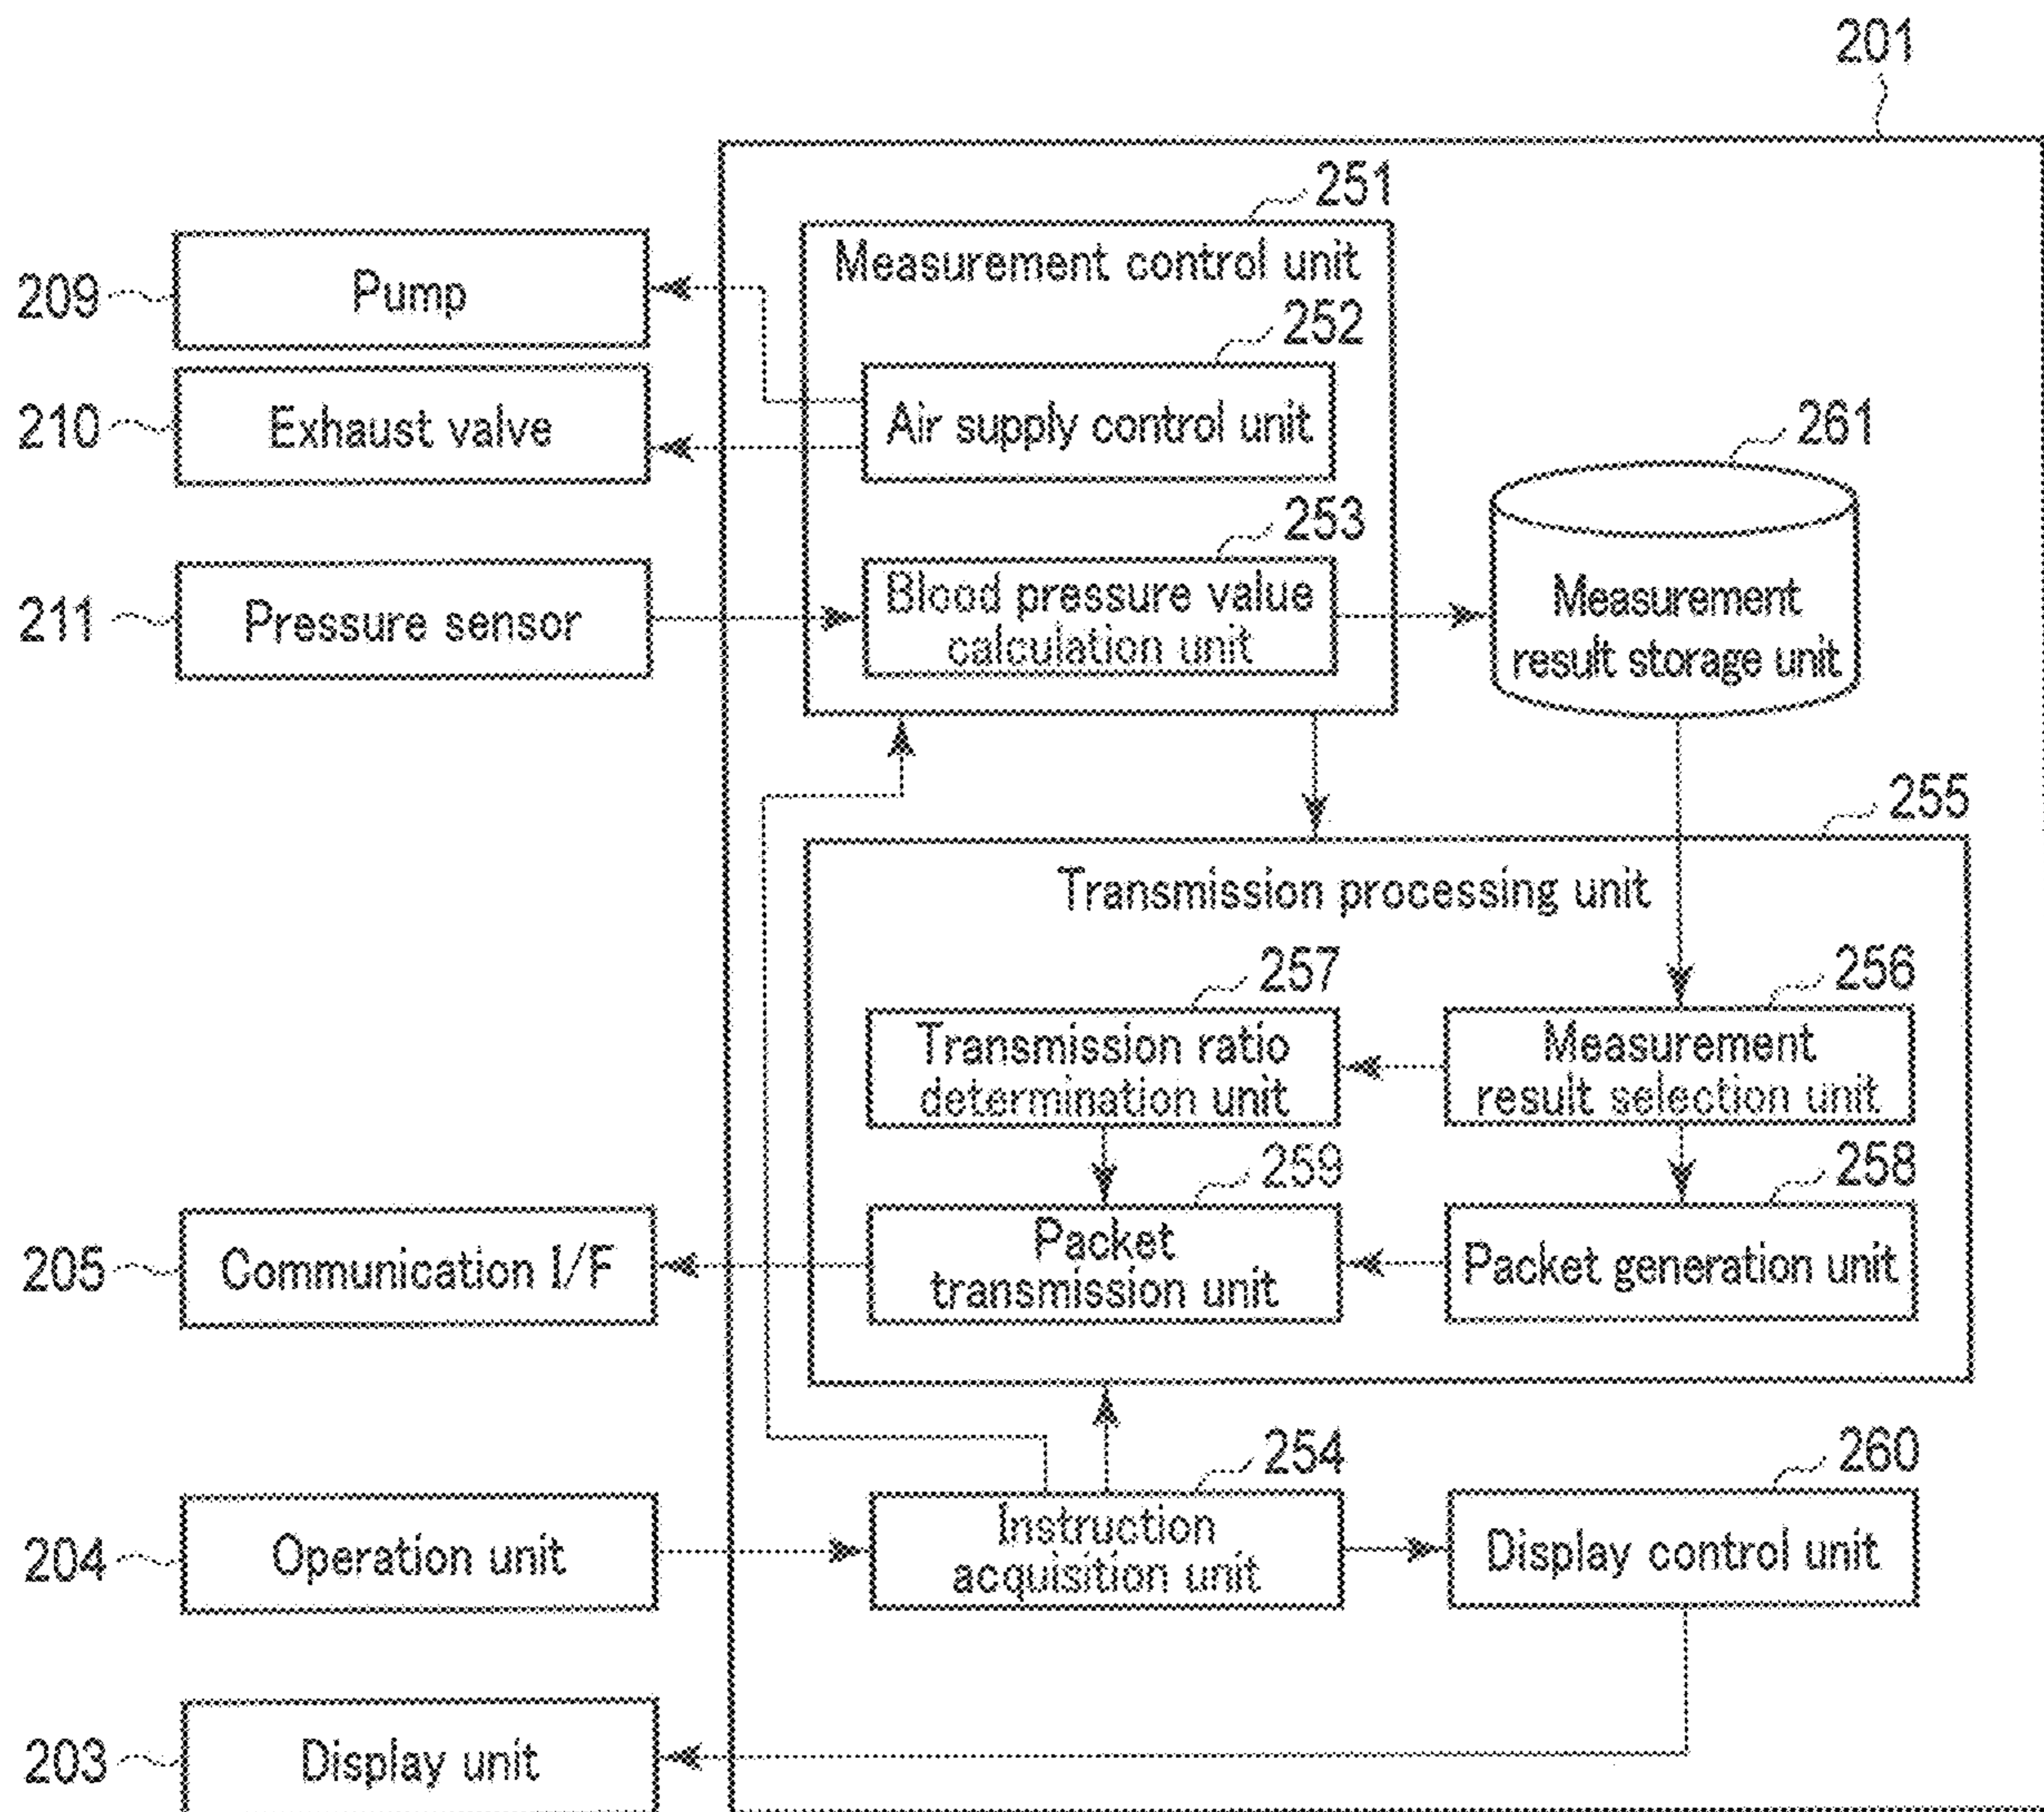 201
251
Measurement control unit
209
Pump
252
210
Exhaust valve
Air supply control unit
261
253
211
Pressure sensor
Blood pressure value
calculation unit
Measurement
result storage unit
255
Transmission processing unit
257
256
Transmission ratio
determination unit
Measurement
result selection unit
259
258
205
Communication I/F
Packet
transmission unit
Packet generation unit
254
260
204
Operation unit
Instruction
acquisition unit
Display control unit
203
Display unit